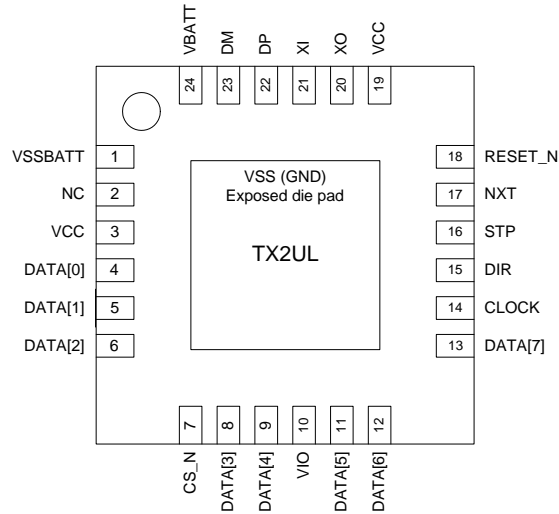 VBATT
DM
DP
XI
XO
VCC
24
23
22
21
20
19
VSSBATT 1
NC 2
VCC 3
DATA[0] 4
DATA[1] 5
DATA[2] 6
VSS (GND)
Exposed die pad
TX2UL
18 RESET_N
17 NXT
16 STP
15 DIR
14 CLOCK
13 DATA[7]
7
8
9
10
11
12
CS_N
DATA[3]
DATA[4]
VIO
DATA[5]
DATA[6]